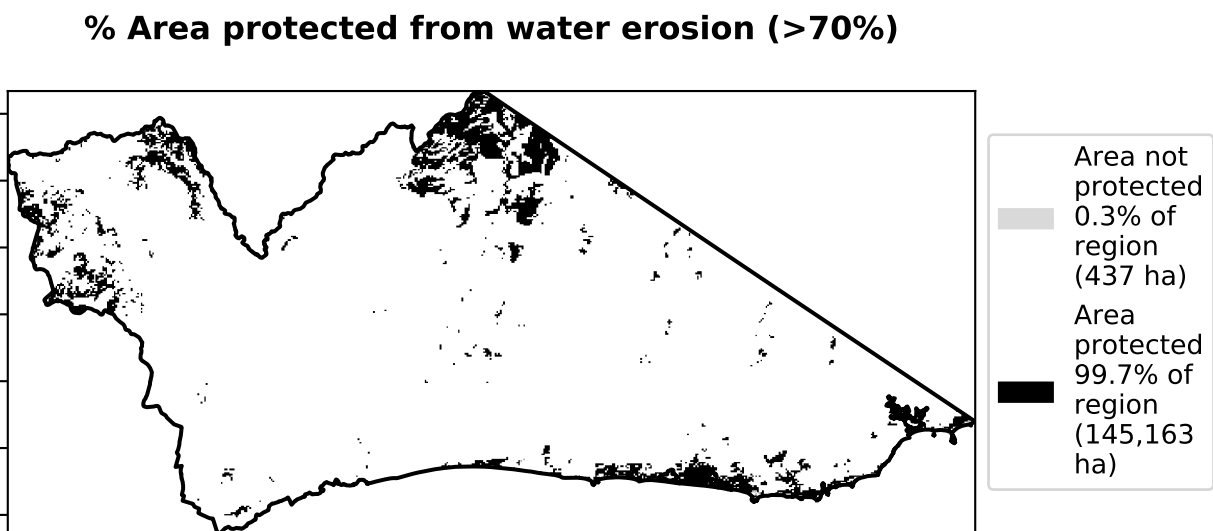 % Area protected from water erosion (>70%)
Area not
protected
0.3% of
region
(437 ha)
Area
protected
99.7% of
region
(145,163
ha)